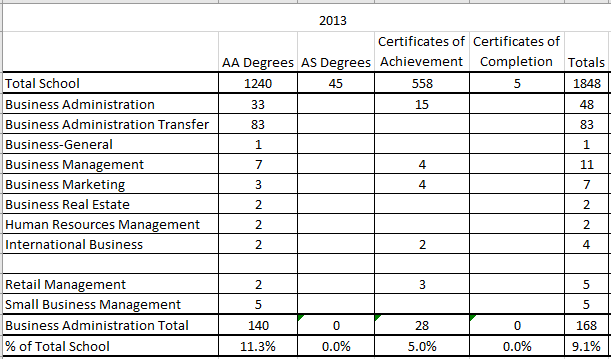 2013
Certificates of Certificates of
AA Degrees AS Degrees Achievement Completion Totals
Total School 1240 45 558 5 1848
Business Administration 33 15 48
Business Administration Transfer 83 83
Business-General 1 1
Business Management 7 4 11
Business Marketing 3 4 7
Business Real Estate 2 2
Human Resources Management 2 2
International Business 2 2 4
Retail Management 2 3 5
Small Business Management 5 5
Business Administration Total 140 0 28 0 168
% of Total School 11.3% 0.0% 5.0% 0.0% 9.1%